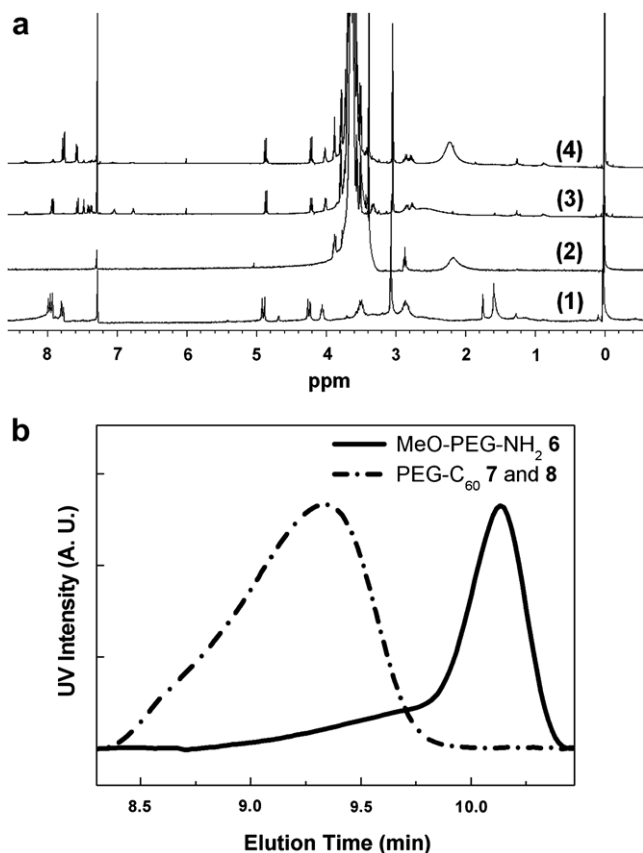 a
(4)
(3)
(2)
(1)
8 7 6 5 4 3 2 1 0
ppm
b
MeO-PEG-NH2 6
PEG-C60 7 and 8
UV Intensity (A. U.)
8.5 9.0 9.5 10.0
Elution Time (min)